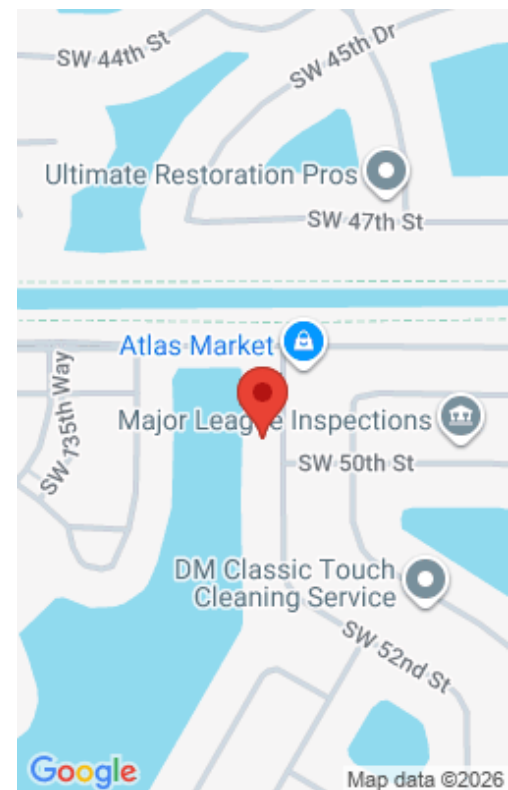 SW 44th St
SW 45th Dr
Ultimate Restoration Pros
SW 47th St
Atlas Market
SW 135th Way
Major League Inspections
SW 50th St
DM Classic Touch
Cleaning Service
SW 52nd St
Google
Map data ©2026